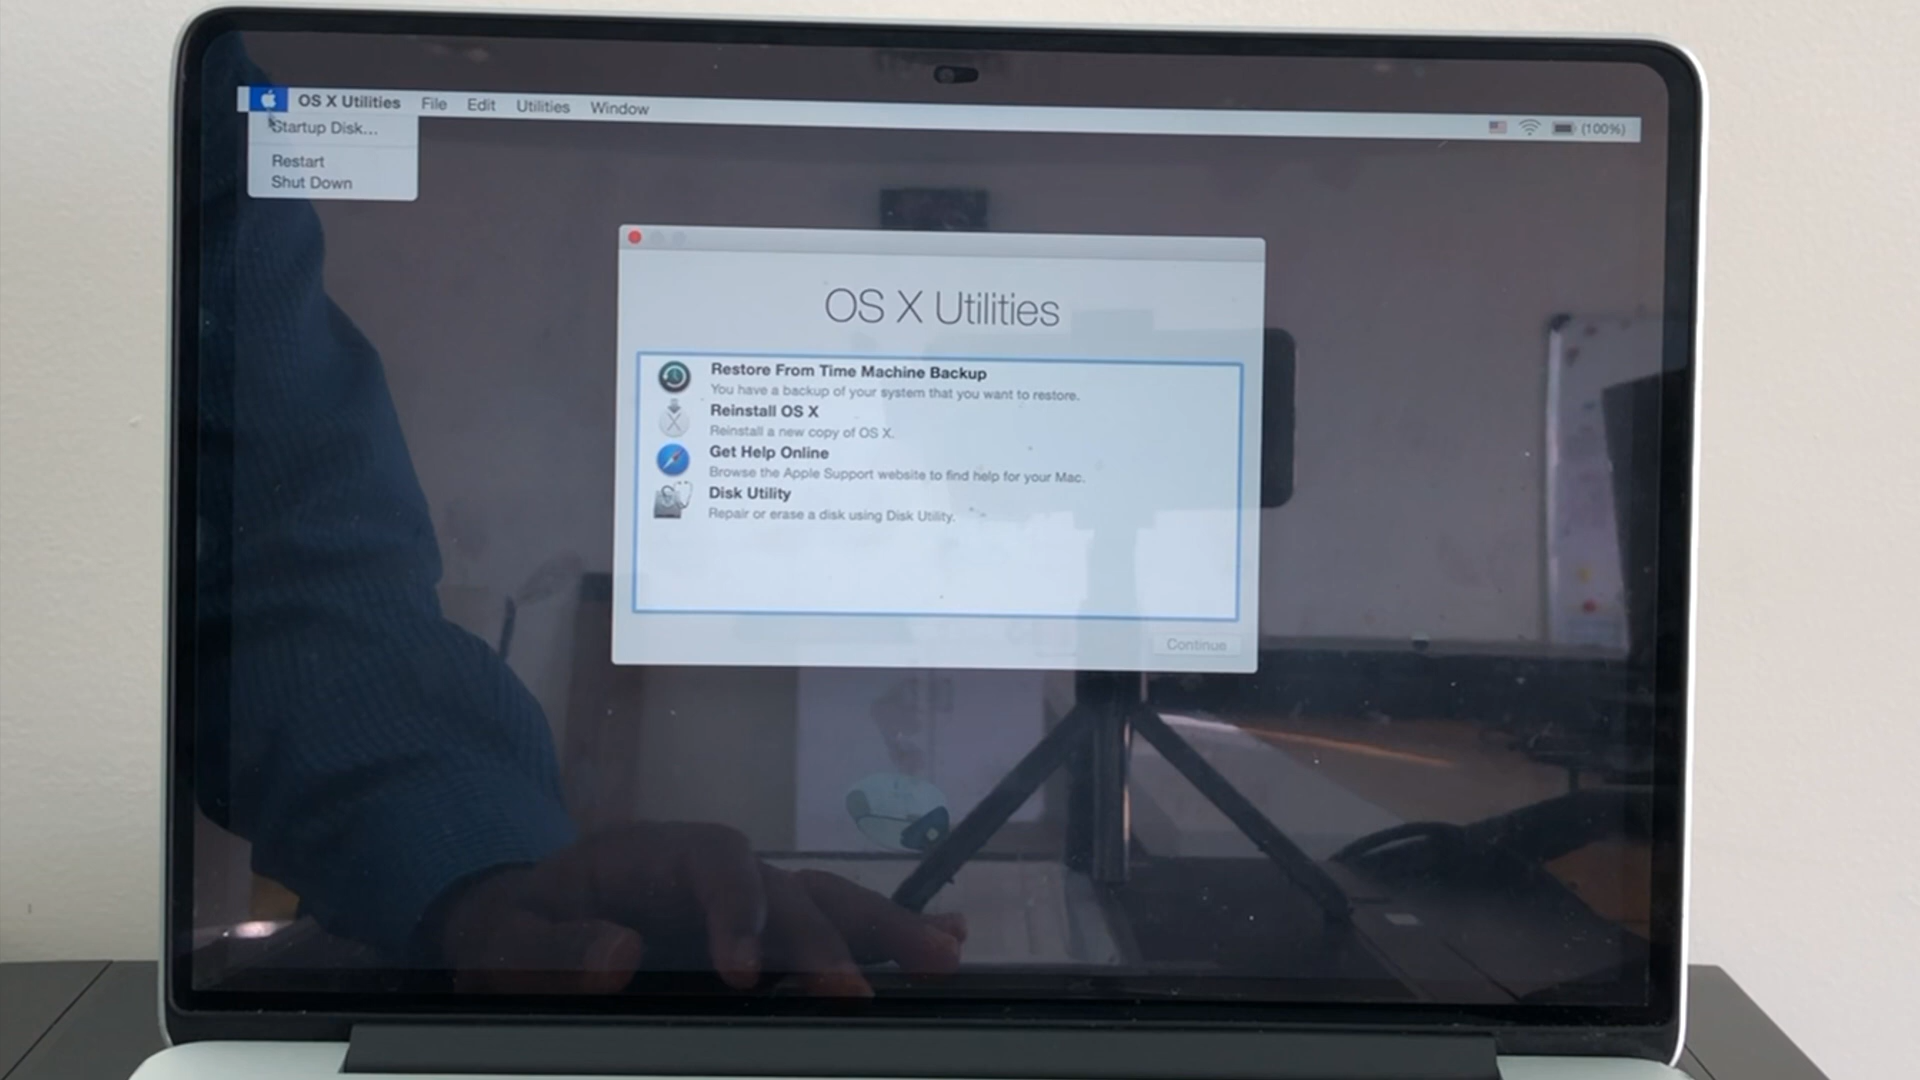 OS X Utilities File Edit Utilities Window (100%)
Startup Disk...
Restart
Shut Down
OS X Utilities
Restore From Time Machine Backup
You have a backup of your system that you want to restore.
Reinstall OS X
Reinstall a new copy of OS X.
Get Help Online
Browse the Apple Support website to find help for your Mac.
Disk Utility
Repair or erase a disk using Disk Utility.
Continue